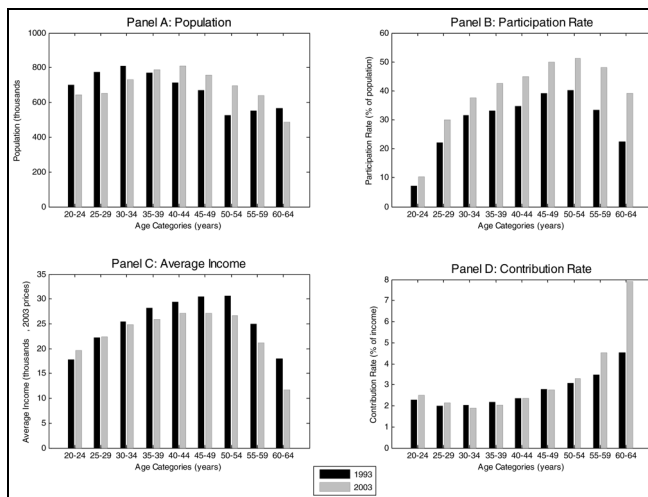 Panel A: Population
Population (thousands
1000
800
600
400
200
0
20-24 25-29 30-34 35-39 40-44 45-49 50-54 55-59 60-64
Age Categories (years)
Panel B: Participation Rate
Participation Rate (% of population)
60
50
40
30
20
10
0
20-24 25-29 30-34 35-39 40-44 45-49 50-54 55-59 60-64
Age Categories (years)
Panel C: Average Income
Average Income (thousands , 2003 prices)
35
30
25
20
15
10
5
0
20-24 25-29 30-34 35-39 40-44 45-49 50-54 55-59 60-64
Age Categories (years)
Panel D: Contribution Rate
Contribution Rate (% of income)
8
7
6
5
4
3
2
1
0
20-24 25-29 30-34 35-39 40-44 45-49 50-54 55-59 60-64
Age Categories (years)
1993
2003